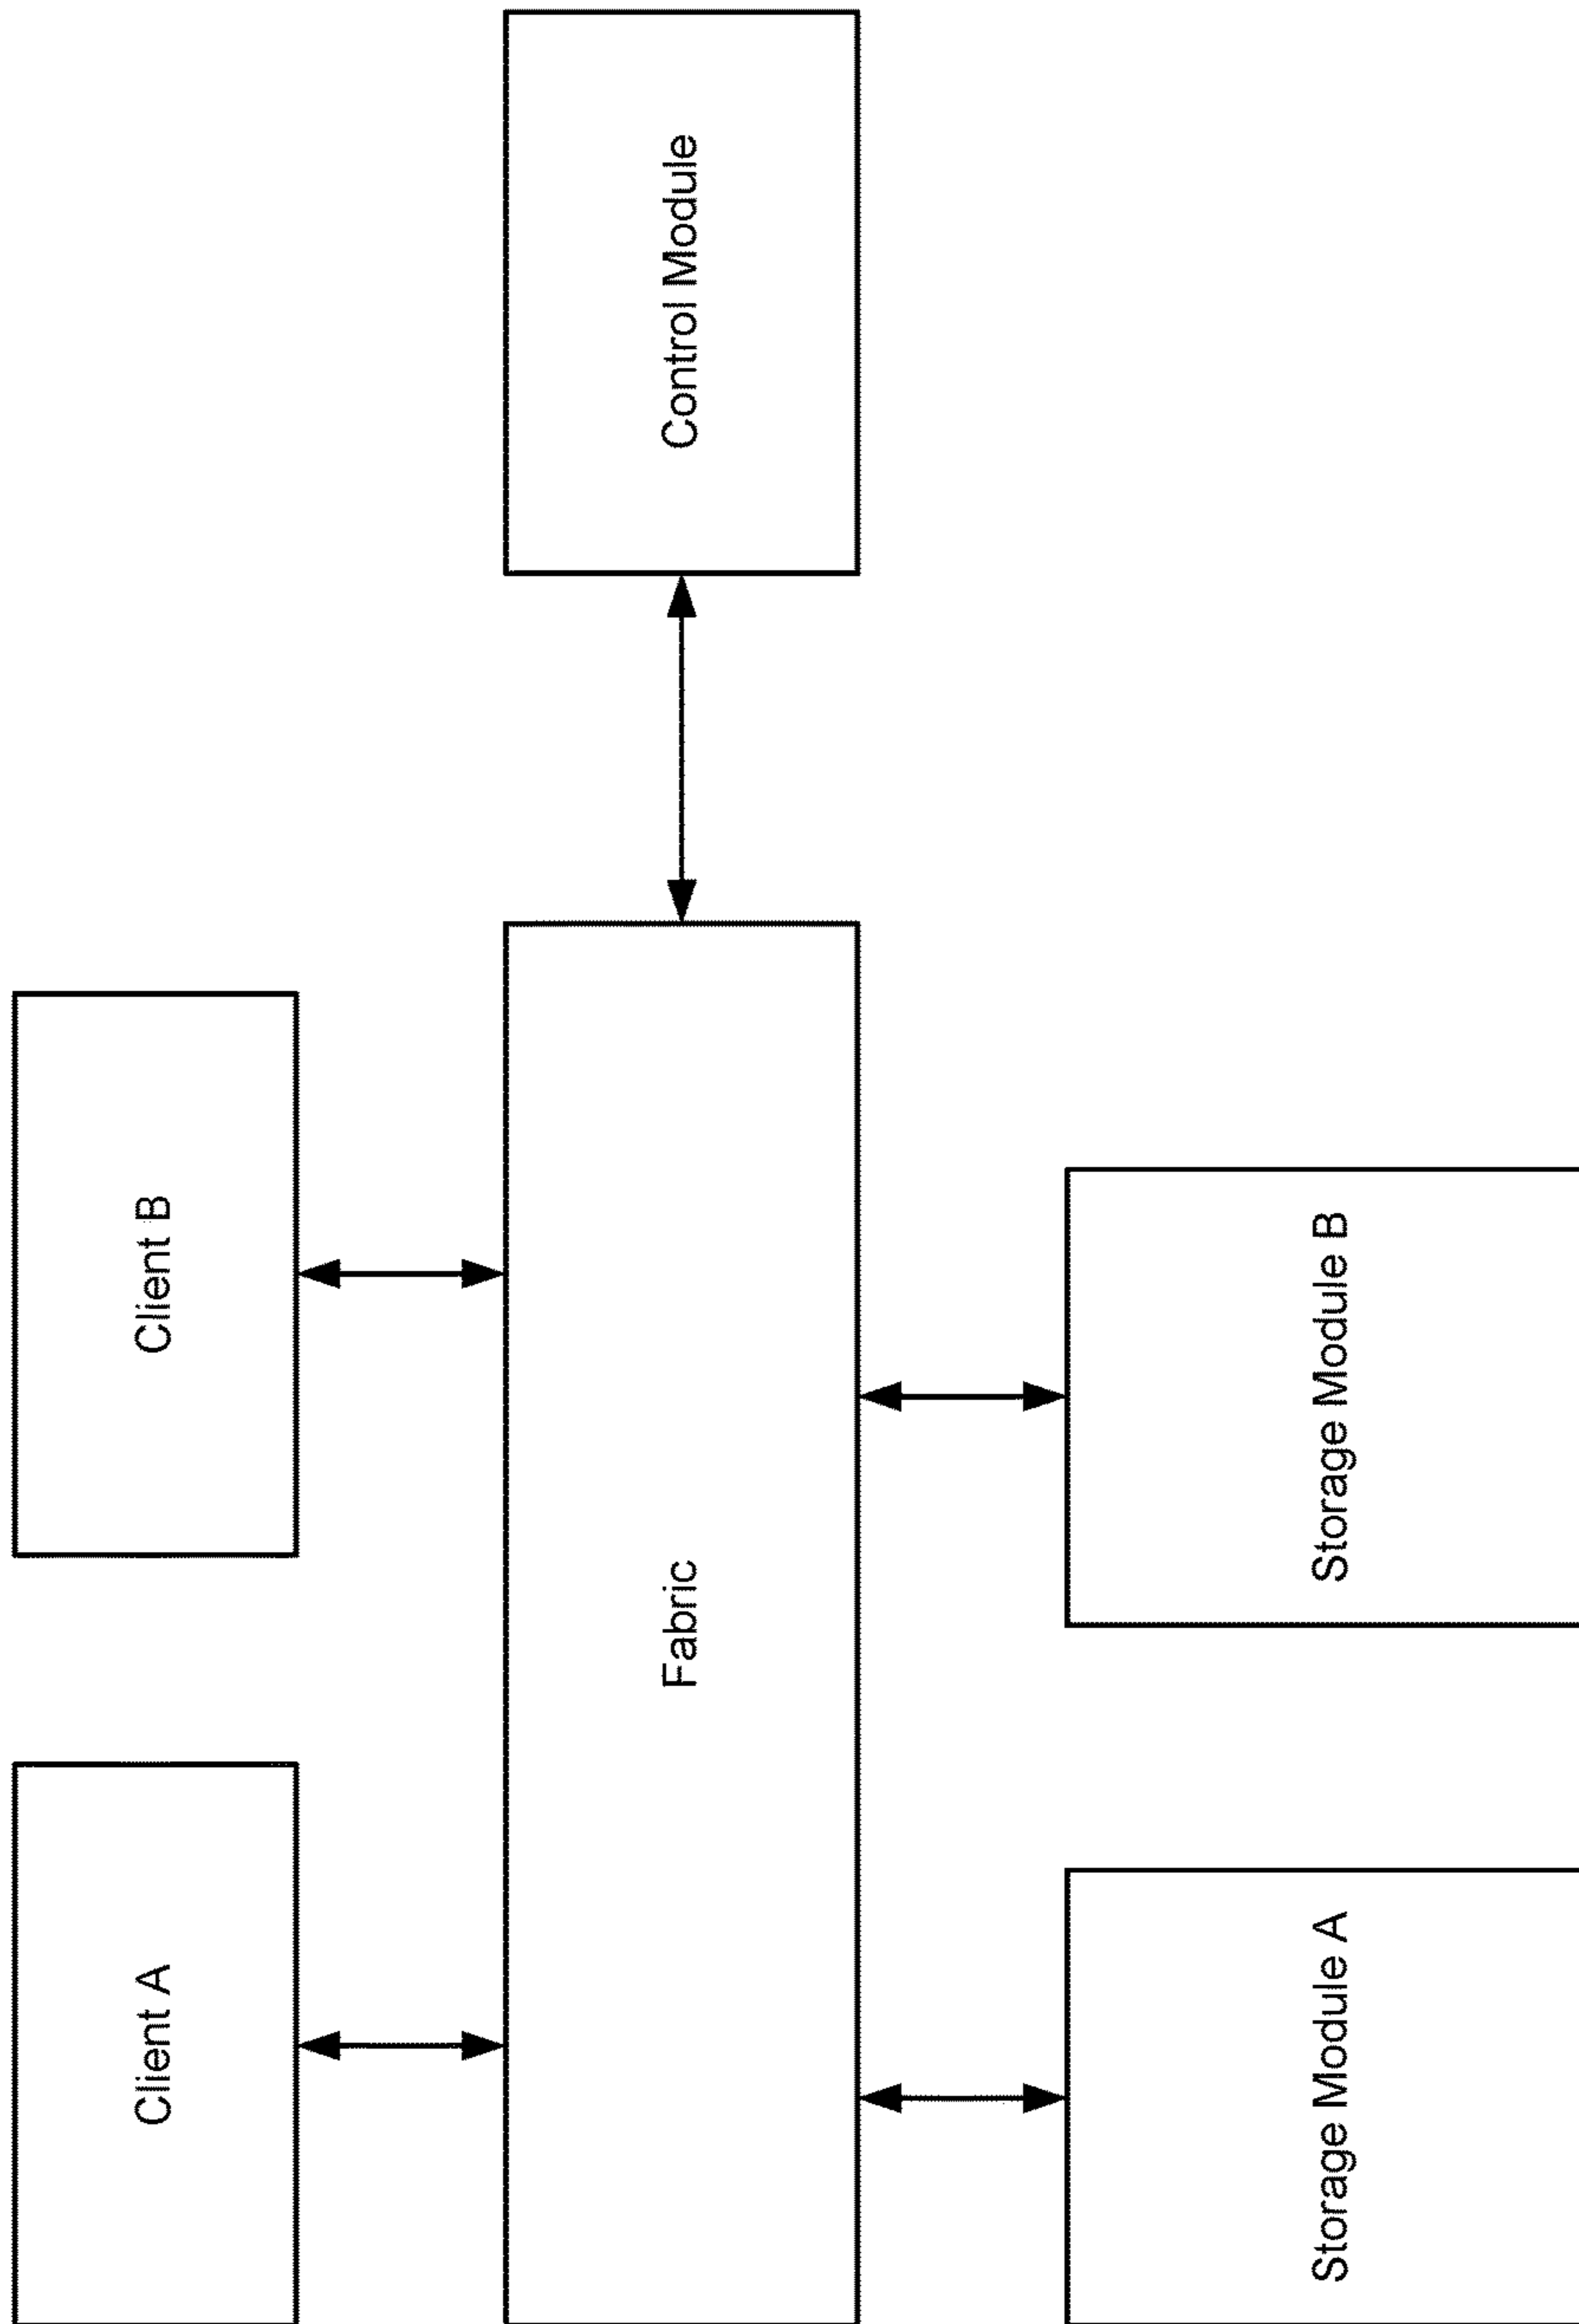 Client A
Client B
Fabric
Control Module
Storage Module A
Storage Module B